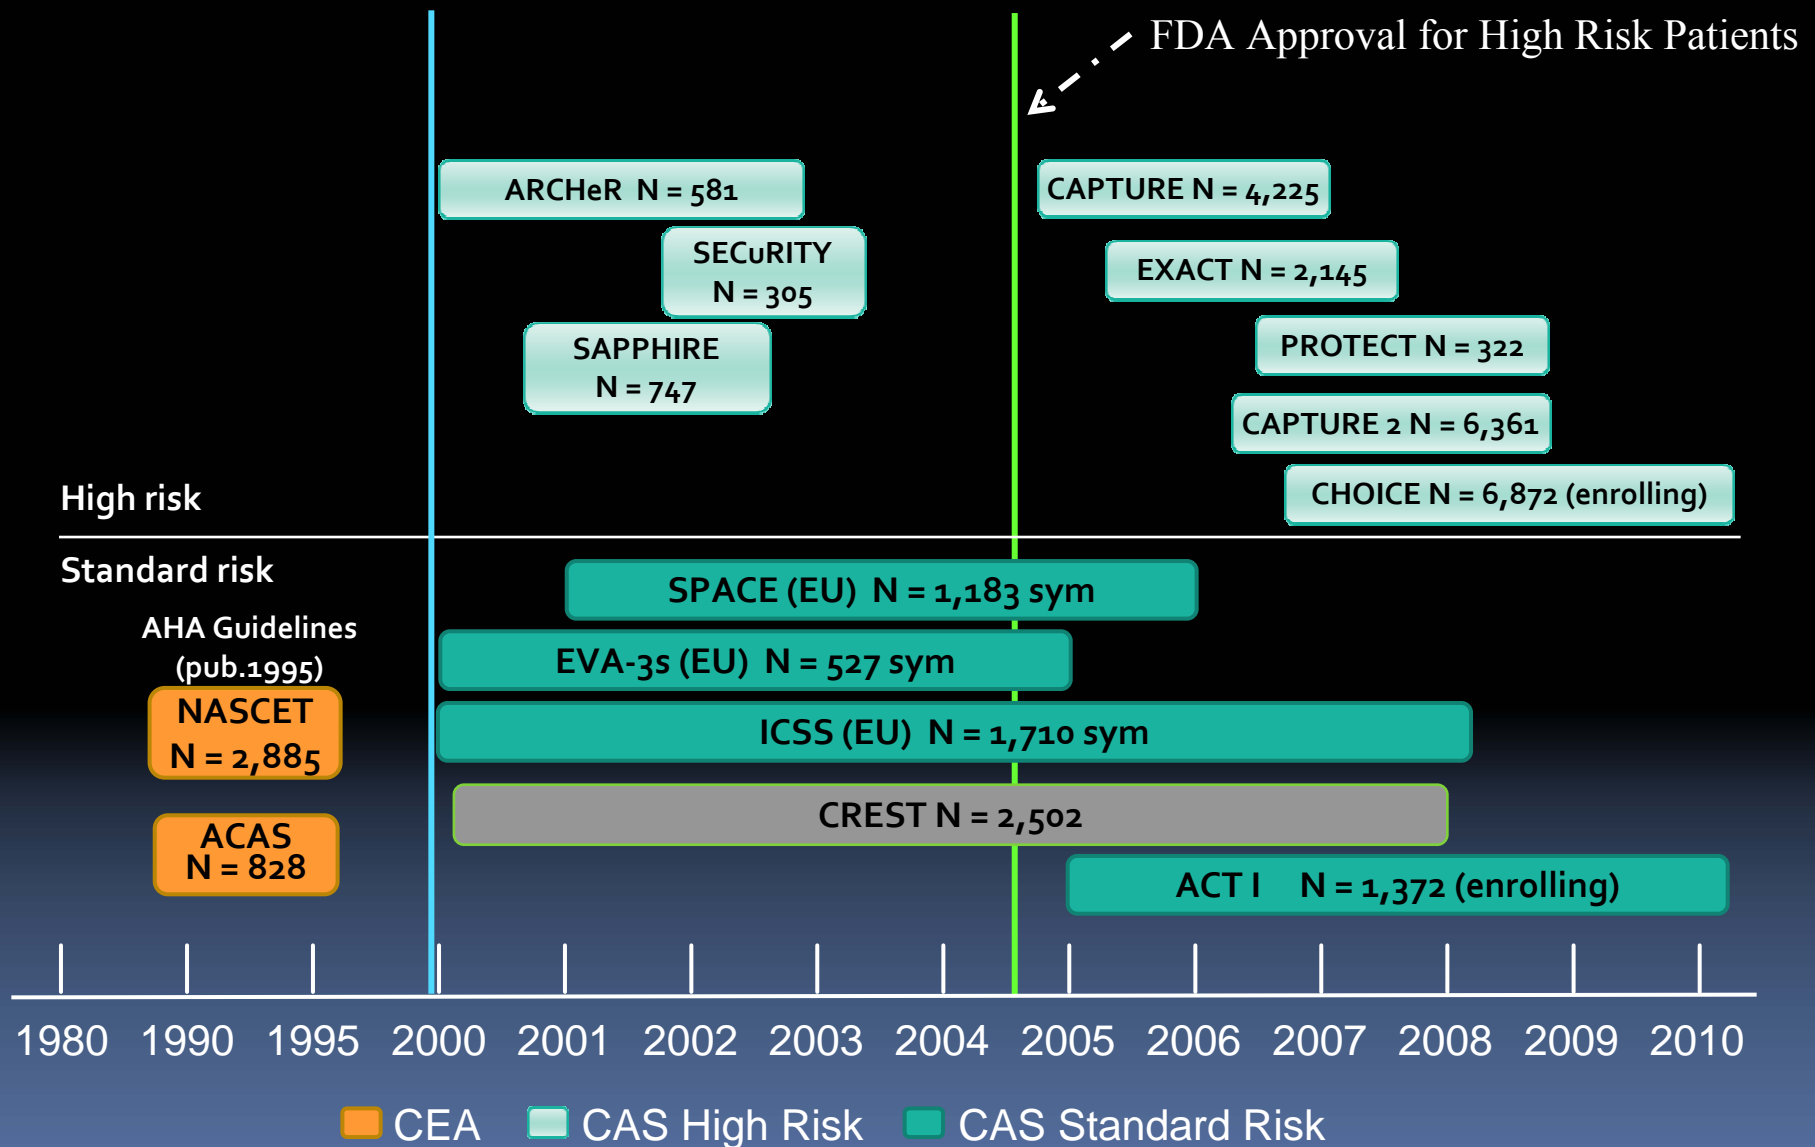 FDA Approval for High Risk Patients
ARCHeR N = 581
CAPTURE N = 4,225
SECuRITY
N = 305
EXACT N = 2,145
SAPPHIRE
N = 747
PROTECT N = 322
CAPTURE 2 N = 6,361
CHOICE N = 6,872 (enrolling)
High risk
Standard risk
SPACE (EU) N = 1,183 sym
AHA Guidelines
(pub.1995)
EVA-3s (EU) N = 527 sym
NASCET
N = 2,885
ICSS (EU) N = 1,710 sym
CREST N = 2,502
ACAS
N = 828
ACT I N = 1,372 (enrolling)
1980 1990 1995 2000 2001 2002 2003 2004 2005 2006 2007 2008 2009 2010
CEA CAS High Risk CAS Standard Risk